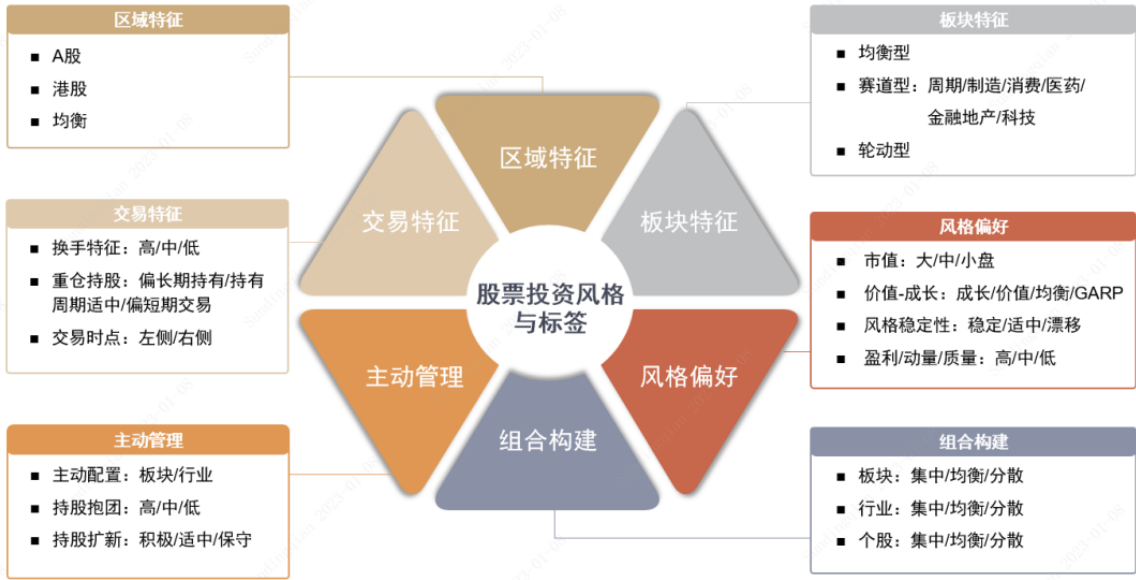 区域特征
■ A股
■ 港股
■ 均衡
交易特征
■ 换手特征：高/中/低
■ 重仓持股：偏长期持有/持有
周期适中/偏短期交易
■ 交易时点：左侧/右侧
主动管理
■ 主动配置：板块/行业
■ 持股抱团：高/中/低
■ 持股扩新：积极/适中/保守
区域特征
交易特征
板块特征
股票投资风格
与标签
主动管理
风格偏好
组合构建
板块特征
■ 均衡型
■ 赛道型：周期/制造/消费/医药/
金融地产/科技
■ 轮动型
风格偏好
■ 市值：大/中/小盘
■ 价值-成长：成长/价值/均衡/GARP
■ 风格稳定性：稳定/适中/漂移
■ 盈利/动量/质量：高/中/低
组合构建
■ 板块：集中/均衡/分散
■ 行业：集中/均衡/分散
■ 个股：集中/均衡/分散